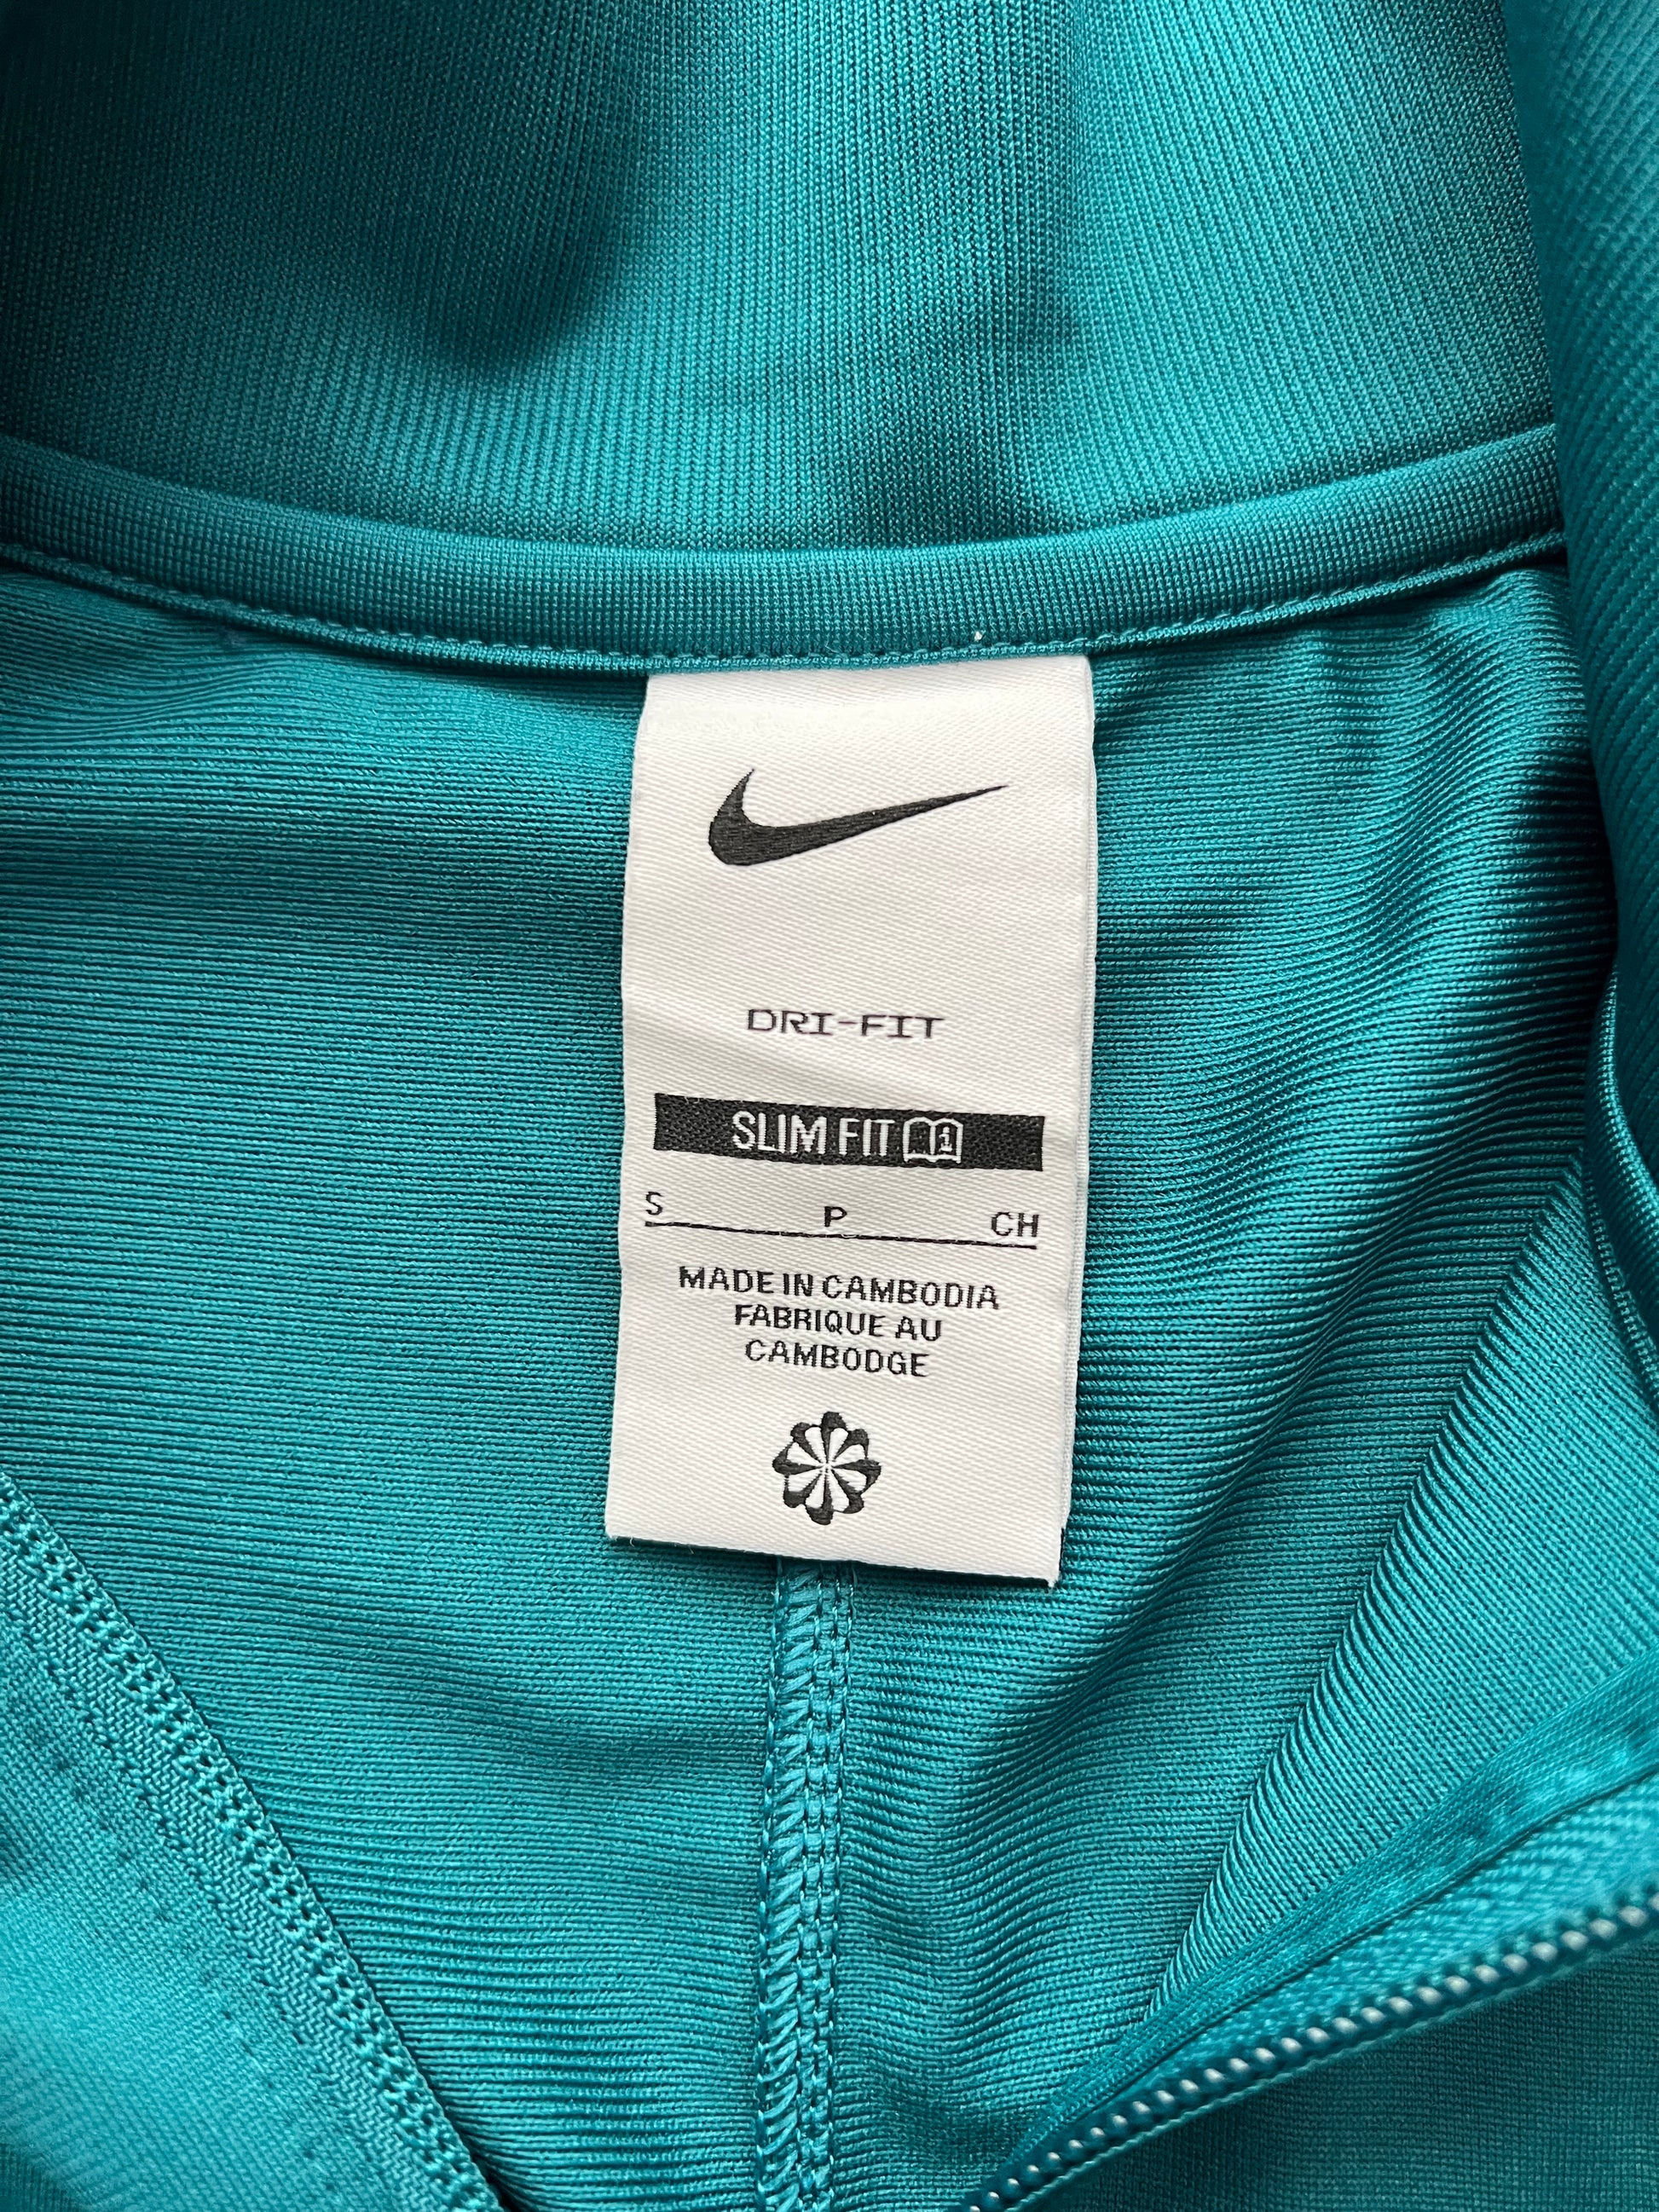 DRI-FIT
SLIM FIT
S P CH
MADE IN CAMBODIA
FABRIQUE AU
CAMBODGE